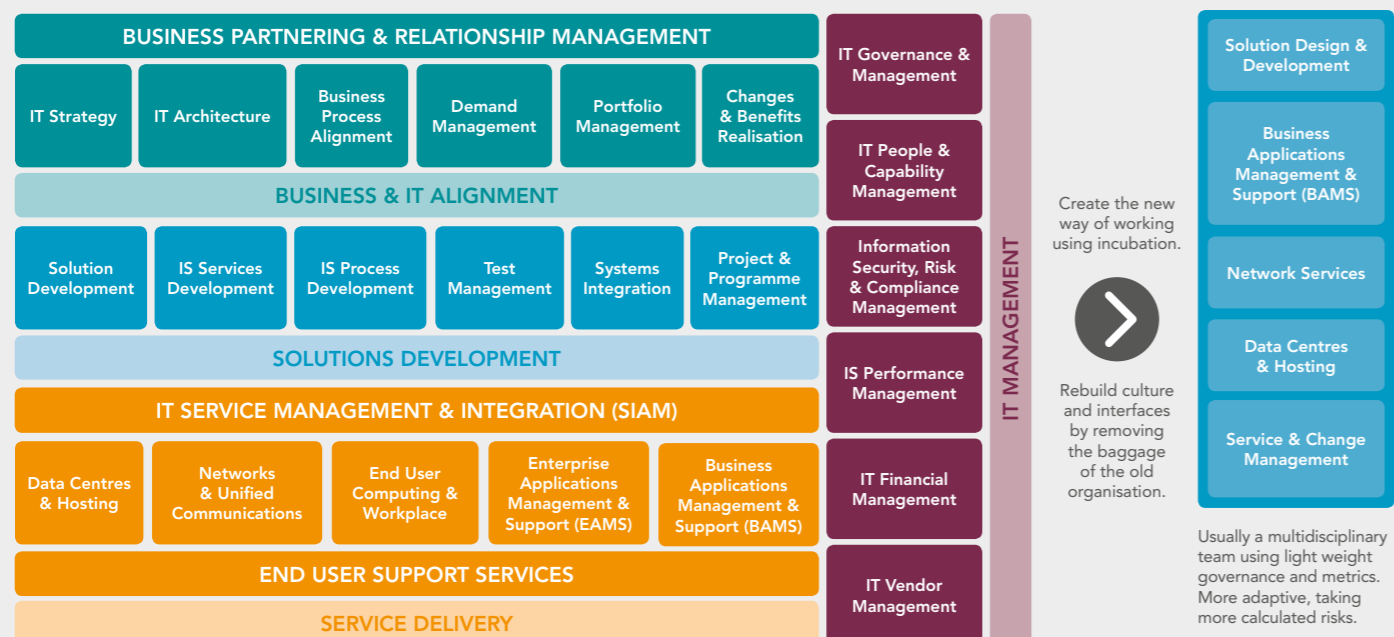 BUSINESS PARTNERING & RELATIONSHIP MANAGEMENT
IT Strategy
IT Architecture
Business
Process
Alignment
Demand
Management
Portfolio
Management
Changes
& Benefits
Realisation
BUSINESS & IT ALIGNMENT
Solution
Development
IS Services
Development
IS Process
Development
Test
Management
Systems
Integration
Project &
Programme
Management
SOLUTIONS DEVELOPMENT
IT SERVICE MANAGEMENT & INTEGRATION (SIAM)
Data Centres
& Hosting
Networks
& Unified
Communications
End User
Computing &
Workplace
Enterprise
Applications
Management &
Support (EAMS)
Business
Applications
Management &
Support (BAMS)
END USER SUPPORT SERVICES
SERVICE DELIVERY
IT Governance &
Management
IT People &
Capability
Management
Information
Security, Risk
& Compliance
Management
IS Performance
Management
IT Financial
Management
IT Vendor
Management
IT MANAGEMENT
Create the new
way of working
using incubation.
Rebuild culture
and interfaces
by removing
the baggage
of the old
organisation.
Solution Design &
Development
Business
Applications
Management &
Support (BAMS)
Network Services
Data Centres
& Hosting
Service & Change
Management
Usually a multidisciplinary
team using light weight
governance and metrics.
More adaptive, taking
more calculated risks.